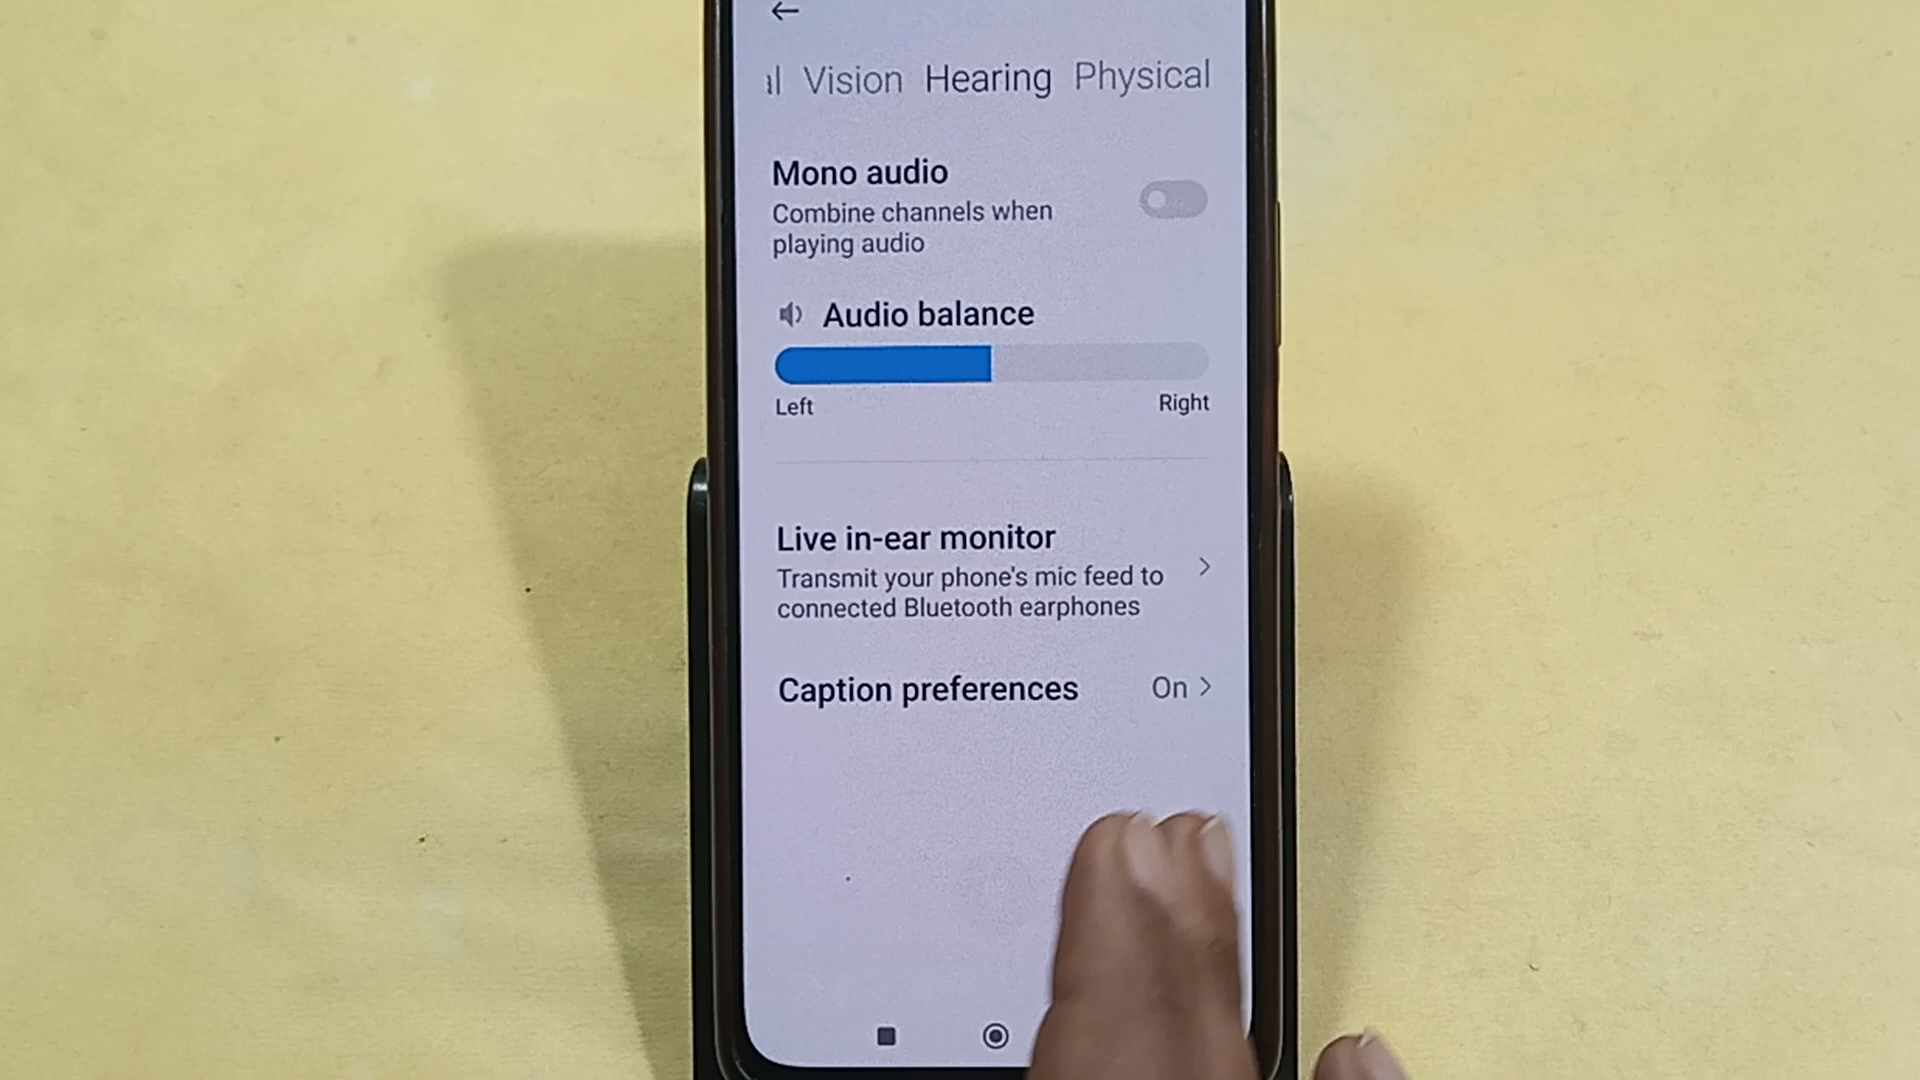 al Vision Hearing Physical
Mono audio
Combine channels when
playing audio
Audio balance
Left Right
Live in-ear monitor
Transmit your phone's mic feed to
connected Bluetooth earphones
Caption preferences On